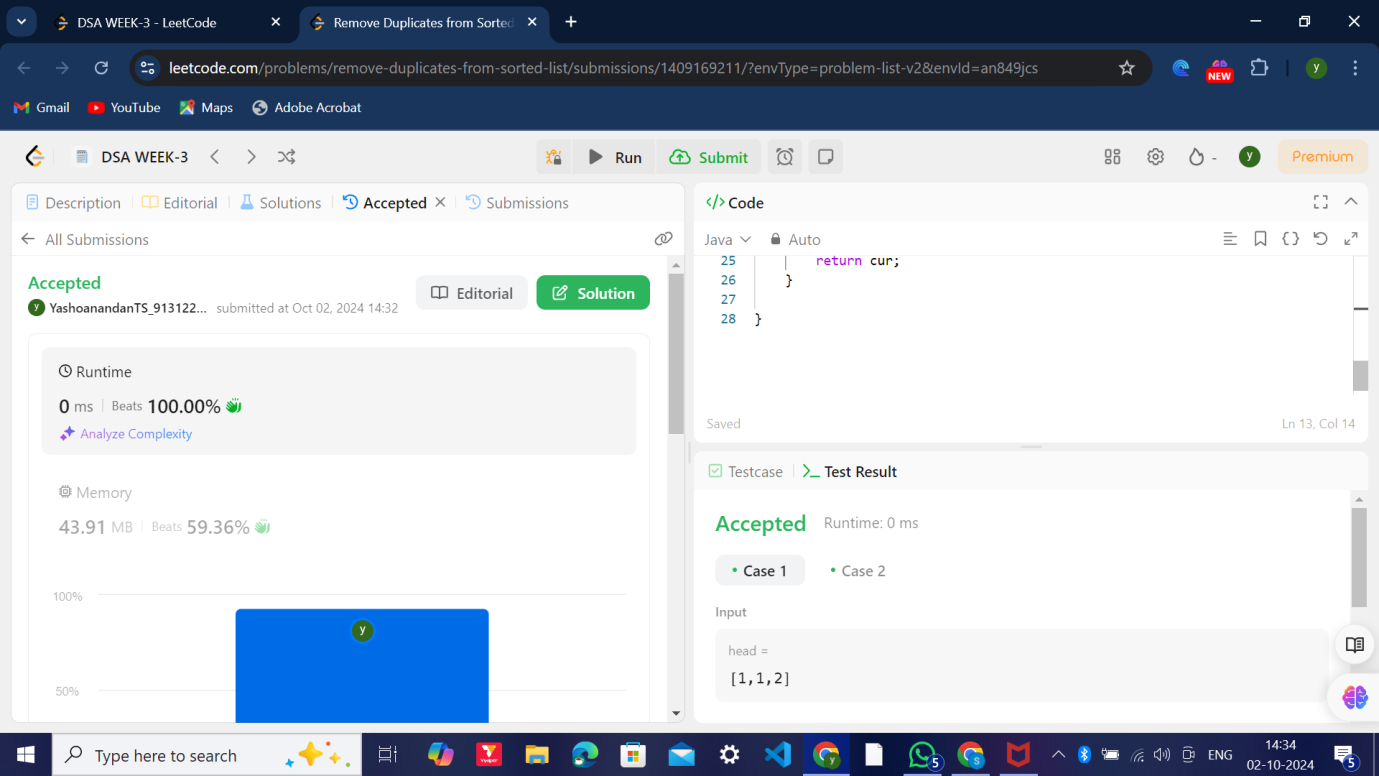 DSA WEEK-3 - LeetCode
Remove Duplicates from Sorted
leetcode.com/problems/remove-duplicates-from-sorted-list/submissions/1409169211/?envType=problem-list-v2&envId=an849jcs
NEW
y
Gmail
YouTube
Maps
Adobe Acrobat
DSA WEEK-3
Run
Submit
-
y
Premium
Description
Editorial
Solutions
Accepted
Submissions
All Submissions
Accepted
Editorial
Solution
y
YashoanandanTS_913122...
submitted at Oct 02, 2024 14:32
Runtime
0 ms
Beats 100.00%
Analyze Complexity
Memory
43.91 MB
Beats 59.36%
100%
y
50%
</> Code
Java
Auto
25 return cur;
26 }
27
28 }
Saved
Ln 13, Col 14
Testcase
Test Result
Accepted
Runtime: 0 ms
Case 1
Case 2
Input
head =
[1,1,2]
Type here to search
y
5
S
ENG
14:34
02-10-2024
5